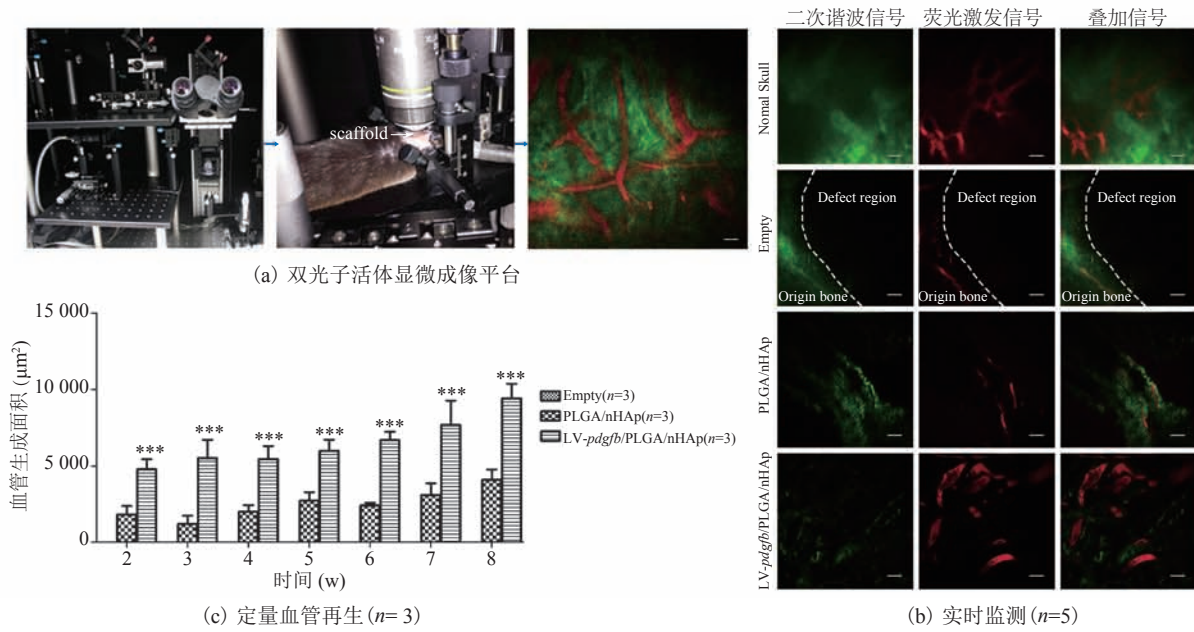 scaffold
(a) 双光子活体显微成像平台
二次谐波信号 荧光激发信号 叠加信号
Nomal Skull
Defect region Defect region Defect region
Empty
Origin bone Origin bone Origin bone
PLGA/nHAp
LV-pdgfb/PLGA/nHAp
(b) 实时监测(n=5)
15 000
10 000
5 000
0
血管生成面积 (μm²)
*** *** *** *** *** *** ***
Empty(n=3)
PLGA/nHAp(n=3)
LV-pdgfb/PLGA/nHAp(n=3)
2 3 4 5 6 7 8
时间 (w)
(c) 定量血管再生(n= 3)